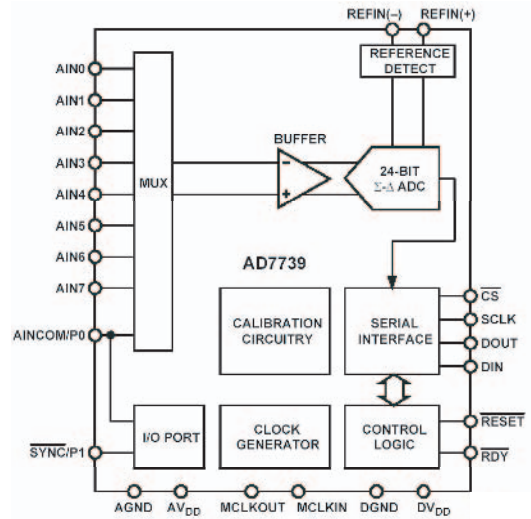 REFIN(–) REFIN(+)
REFERENCE
DETECT
AIN0
AIN1
AIN2
AIN3
AIN4
AIN5
AIN6
AIN7
AINCOM/P0
SYNC/P1
MUX
BUFFER
–
+
24-BIT
Σ-Δ ADC
AD7739
CALIBRATION
CIRCUITRY
SERIAL
INTERFACE
CS
SCLK
DOUT
DIN
I/O PORT
CLOCK
GENERATOR
CONTROL
LOGIC
RESET
RDY
AGND AVDD MCLKOUT MCLKIN DGND DVDD